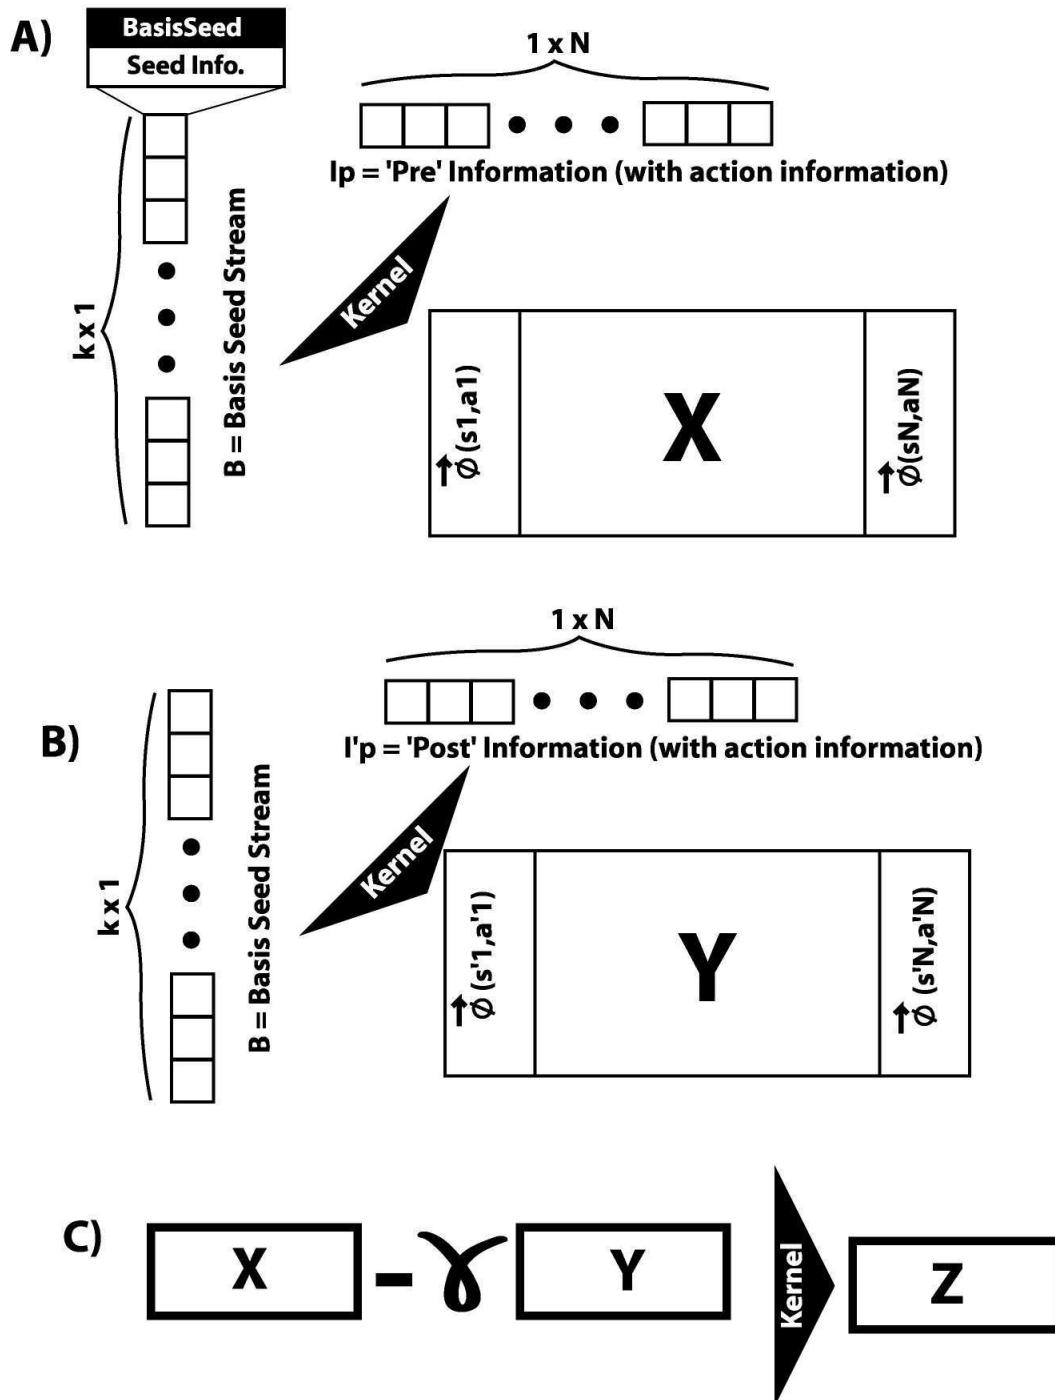 A)
BasisSeed
Seed Info.
1 x N
Ip = 'Pre' Information (with action information)
k x 1
B = Basis Seed Stream
Kernel
Ø (s1,a1)
X
Ø(sN,aN)
B)
1 x N
I'p = 'Post' Information (with action information)
k x 1
B = Basis Seed Stream
Kernel
Ø (s'1,a'1)
Y
Ø (s'N,a'N)
C)
X - γ Y
Kernel
Z